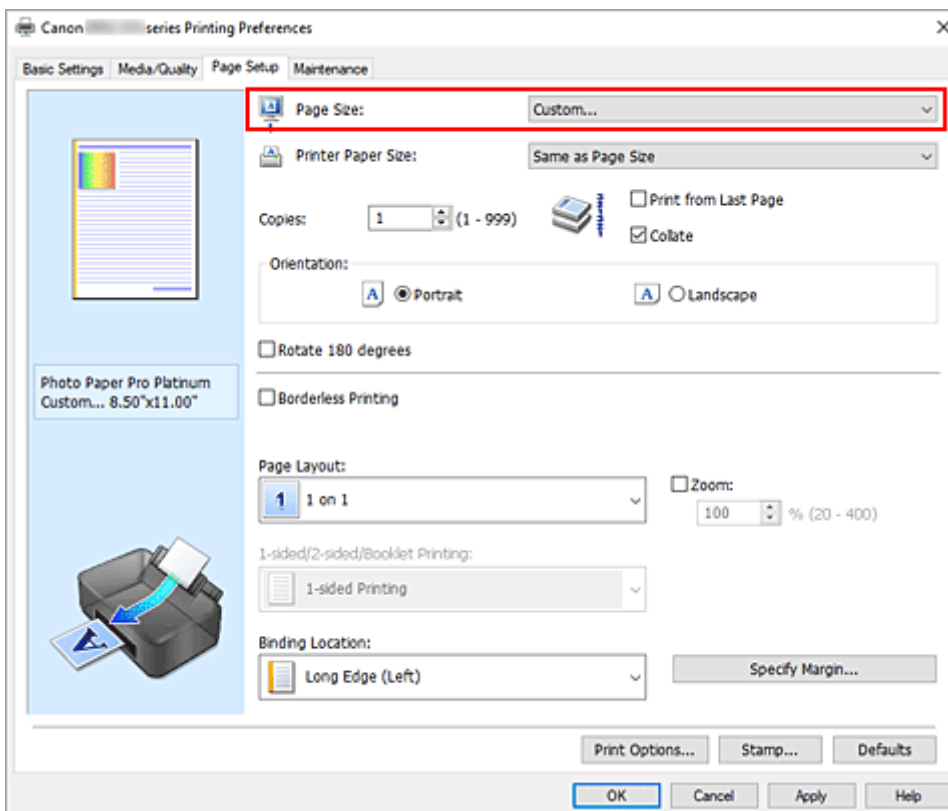 Canon series Printing Preferences
Basic Settings Media/Quality Page Setup Maintenance
Page Size: Custom...
Printer Paper Size: Same as Page Size
Copies: 1 (1 - 999)
Print from Last Page
Collate
Orientation:
A Portrait A Landscape
Rotate 180 degrees
Photo Paper Pro Platinum
Custom... 8.50"x11.00"
Borderless Printing
Page Layout:
1 1 on 1
Zoom:
100 % (20 - 400)
1-sided/2-sided/Booklet Printing:
1-sided Printing
A
Binding Location:
Long Edge (Left)
Specify Margin...
Print Options... Stamp... Defaults
OK Cancel Apply Help